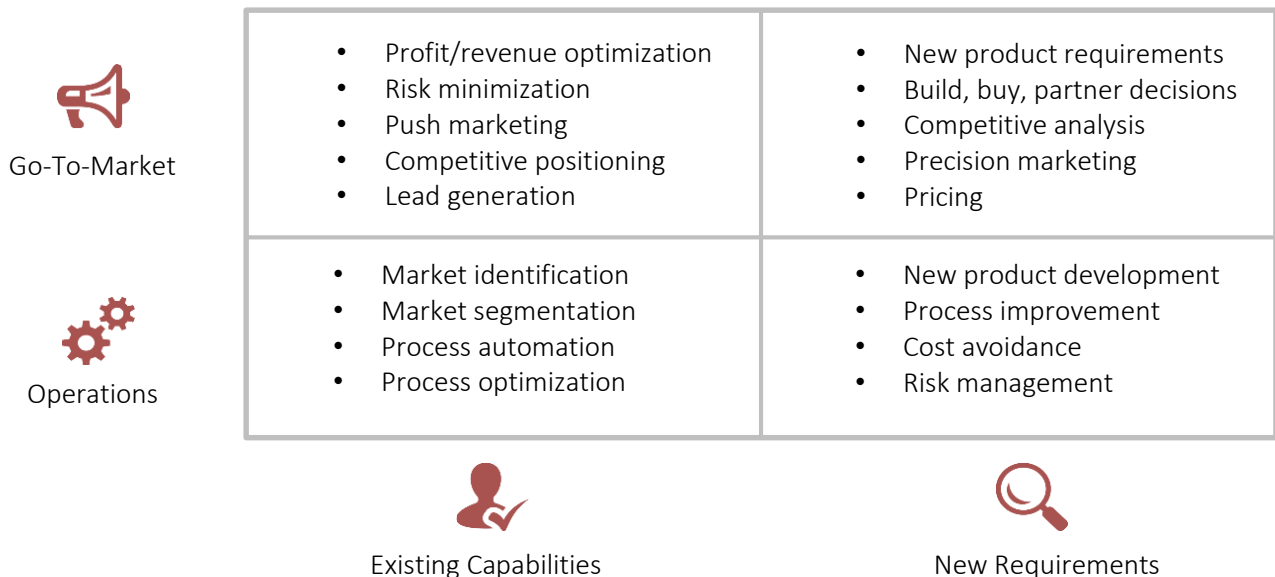 Go-To-Market
• Profit/revenue optimization
• Risk minimization
• Push marketing
• Competitive positioning
• Lead generation
• New product requirements
• Build, buy, partner decisions
• Competitive analysis
• Precision marketing
• Pricing
Operations
• Market identification
• Market segmentation
• Process automation
• Process optimization
• New product development
• Process improvement
• Cost avoidance
• Risk management
Existing Capabilities
New Requirements